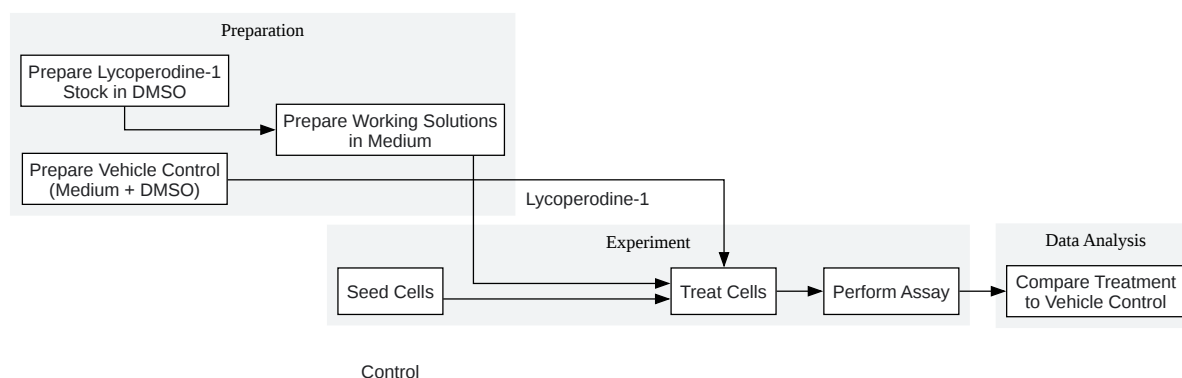 Preparation
Prepare Lycoperodine-1
Stock in DMSO
Prepare Working Solutions
in Medium
Prepare Vehicle Control
(Medium + DMSO)
Lycoperodine-1
Experiment
Seed Cells
Treat Cells
Perform Assay
Data Analysis
Compare Treatment
to Vehicle Control
Control